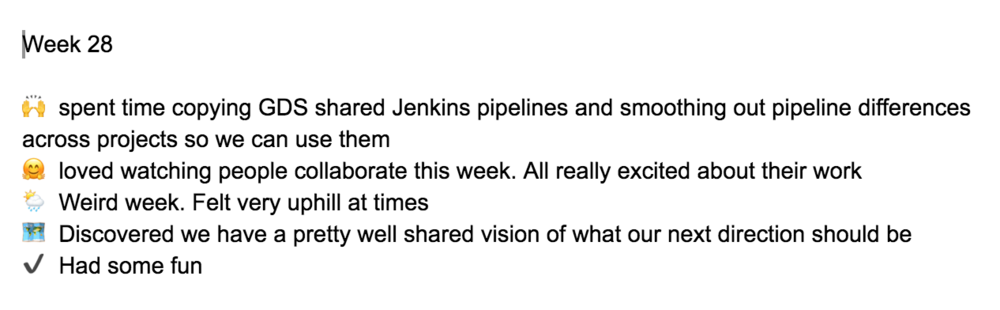 Week 28
🙌 spent time copying GDS shared Jenkins pipelines and smoothing out pipeline differences
across projects so we can use them
🤗 loved watching people collaborate this week. All really excited about their work
🌦 Weird week. Felt very uphill at times
🗺 Discovered we have a pretty well shared vision of what our next direction should be
✔ Had some fun